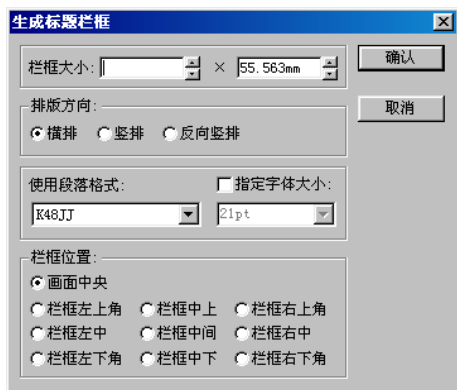 生成标题栏框
栏框大小: × 55.563mm
确认
取消
排版方向:
横排 竖排 反向竖排
使用段落格式: 指定字体大小:
K48JJ 21pt
栏框位置:
画面中央
栏框左上角 栏框中上 栏框右上角
栏框左中 栏框中间 栏框右中
栏框左下角 栏框中下 栏框右下角